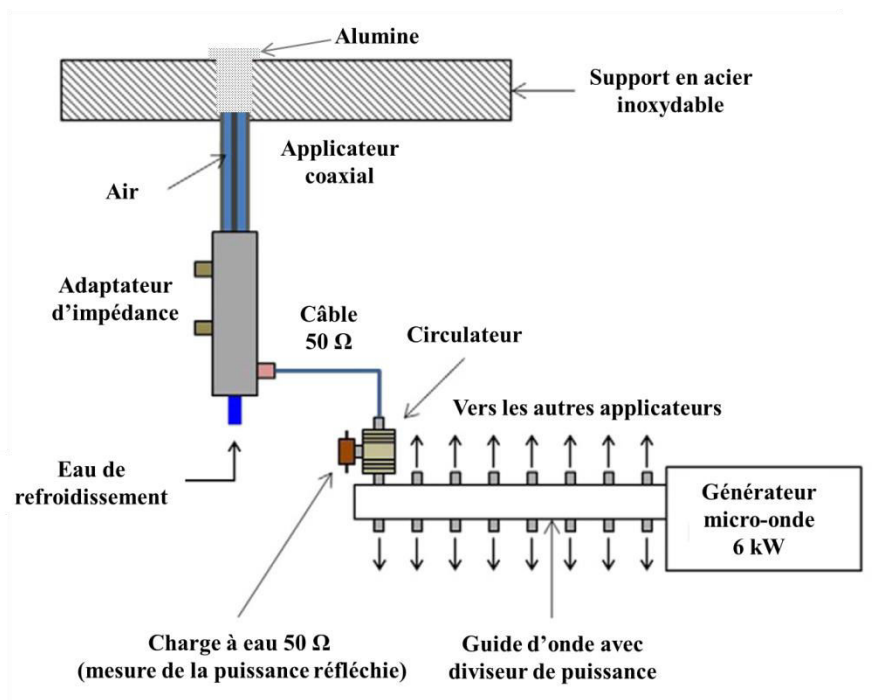 Alumine
Support en acier
inoxydable
Applicateur
coaxial
Air
Adaptateur
d’impédance
Câble
50 Ω
Circulateur
Vers les autres applicateurs
Eau de
refroidissement
Générateur
micro-onde
6 kW
Charge à eau 50 Ω
(mesure de la puissance réfléchie)
Guide d’onde avec
diviseur de puissance